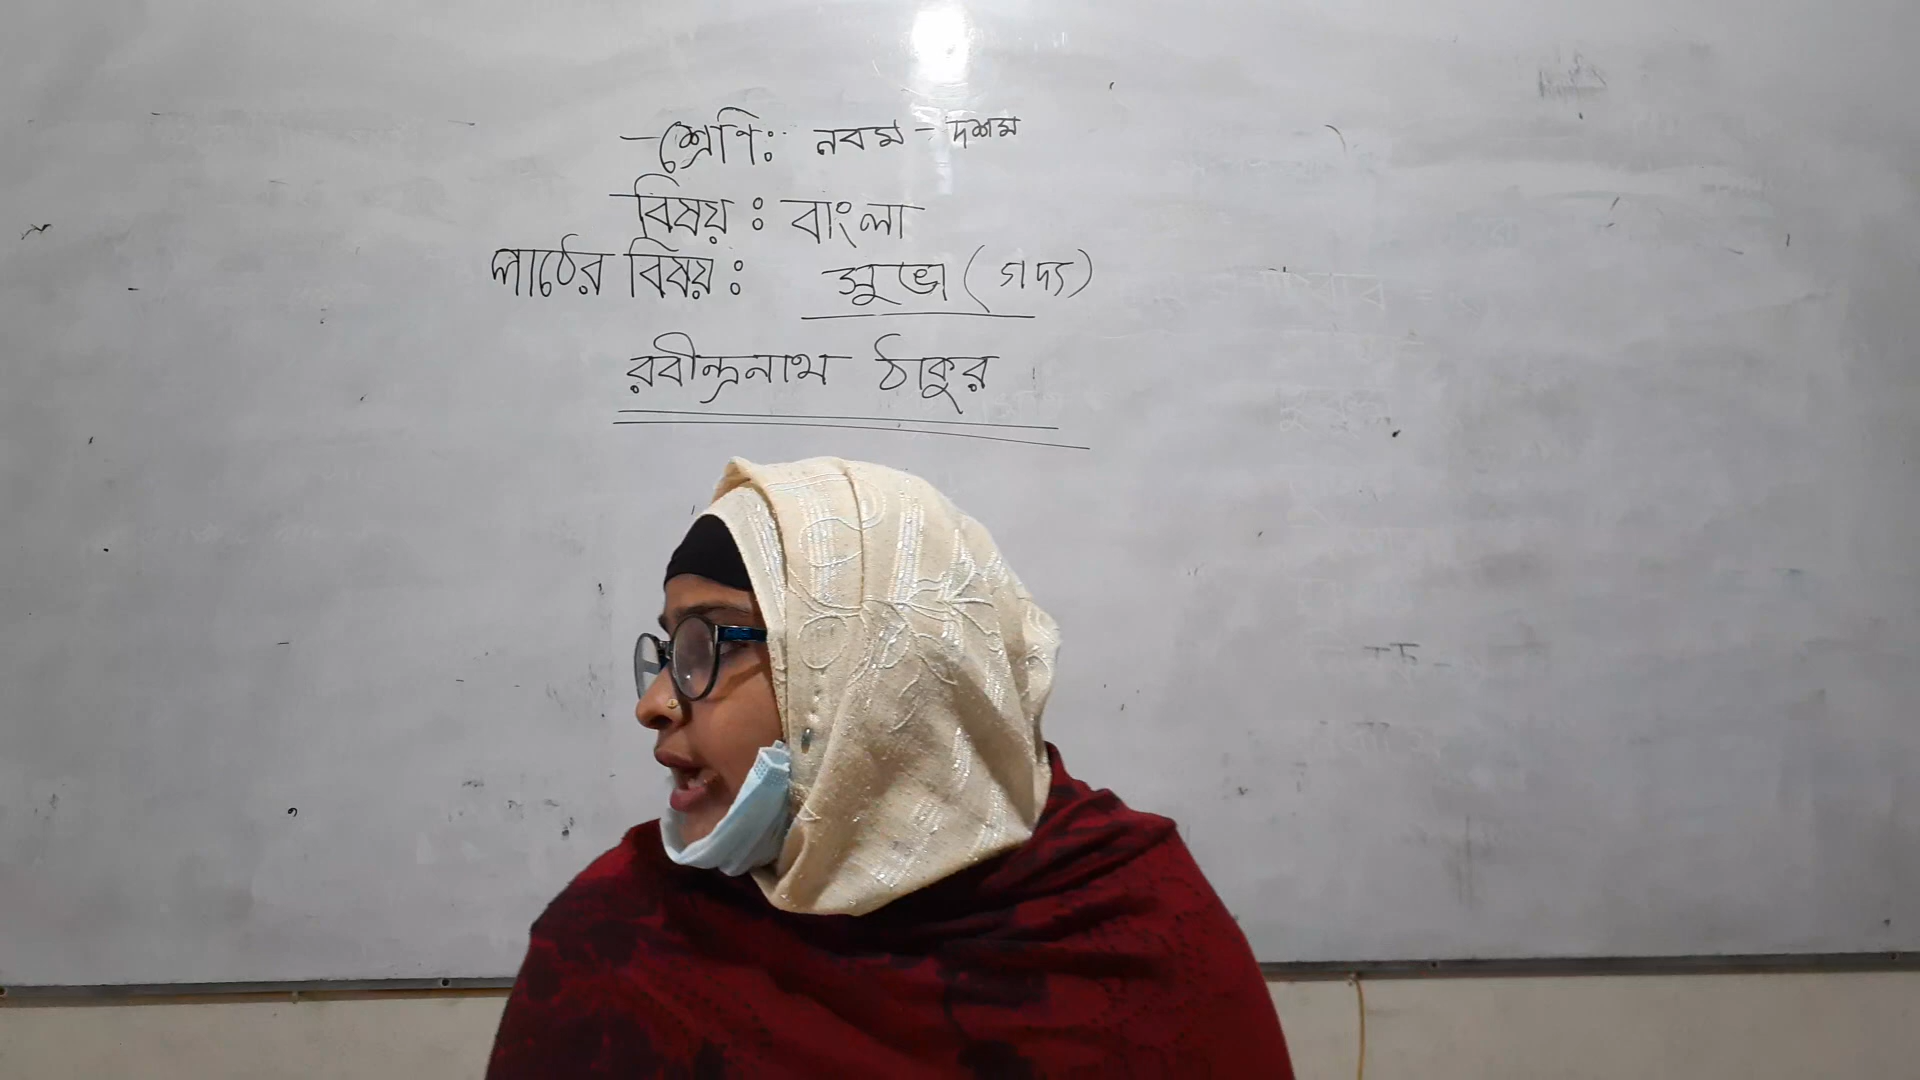 শ্রেণি: নবম - দশম
বিষয় : বাংলা
পাঠের বিষয় : সুভা (গদ্য)
রবীন্দ্রনাথ ঠাকুর